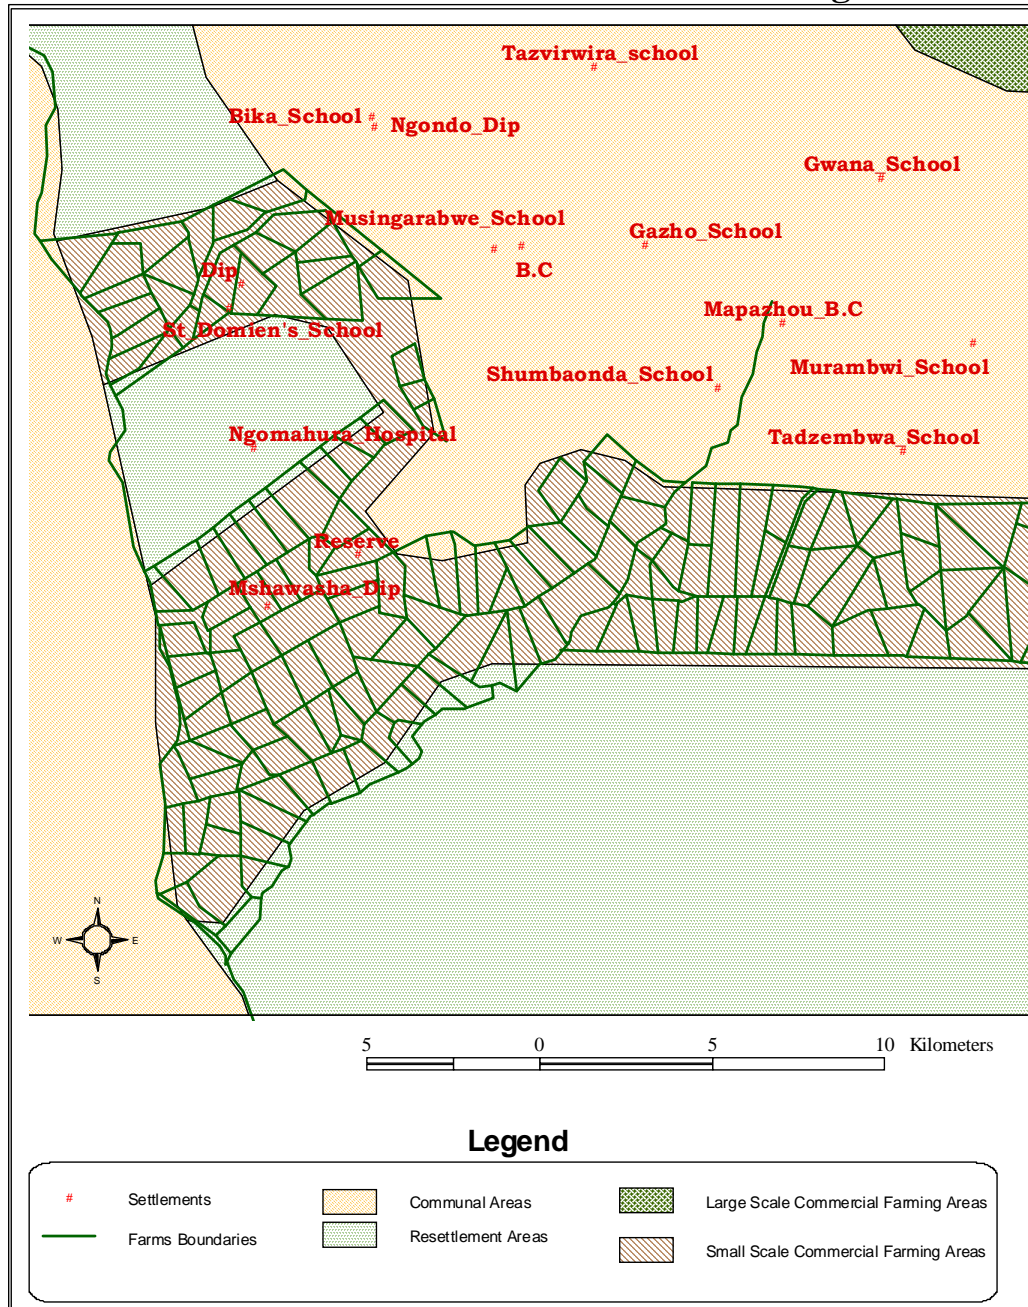 Tazvirwira_school
Bika_School
Ngondo_Dip
Gwana_School
Musingarabwe_School
Gazho_School
B.C
Dip
Mapazhou_B.C
St_Domien's_School
Murambwi_School
Shumbaonda_School
Ngomahura_Hospital
Tadzembwa_School
Reserve
Mshawasha_Dip
N
W E
S
5 0 5 10 Kilometers
Legend
# Settlements
Farms Boundaries
Communal Areas
Resettlement Areas
Large Scale Commercial Farming Areas
Small Scale Commercial Farming Areas